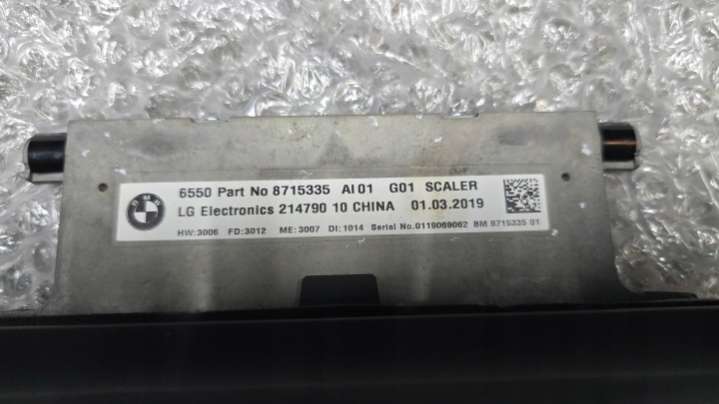 6550 Part No 8715335 AI 01 G01 SCALER
LG Electronics 214790 10 CHINA 01.03.2019
HW:3006 FD:3012 ME:3007 DI:1014 Serial No.0119069062 BM 8715335 01
BMW